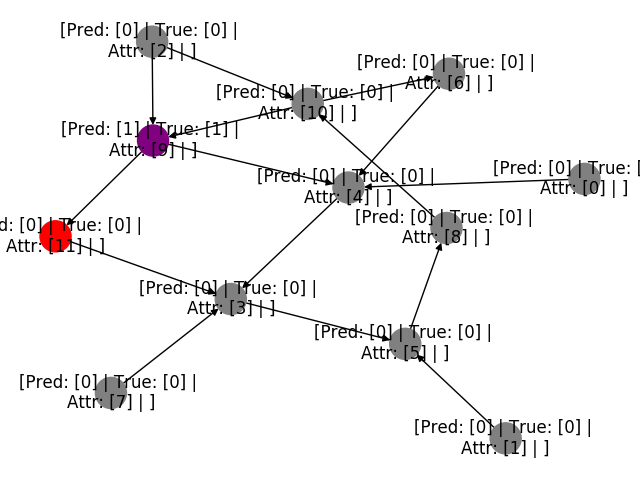 [Pred: [0] | True: [0] |
Attr: [2] | ]
[Pred: [0] | True: [0] |
Attr: [6] | ]
[Pred: [0] | True: [0] |
Attr: [10] | ]
[Pred: [1] | True: [1] |
Attr: [9] | ]
[Pred: [0] | True: [
Attr: [0] | ]
[Pred: [0] | True: [0] |
Attr: [4] | ]
[Pred: [0] | True: [0] |
Attr: [8] | ]
d: [0] | True: [0] |
Attr: [11] | ]
[Pred: [0] | True: [0] |
Attr: [3] | ]
[Pred: [0] | True: [0] |
Attr: [5] | ]
[Pred: [0] | True: [0] |
Attr: [7] | ]
[Pred: [0] | True: [0] |
Attr: [1] | ]